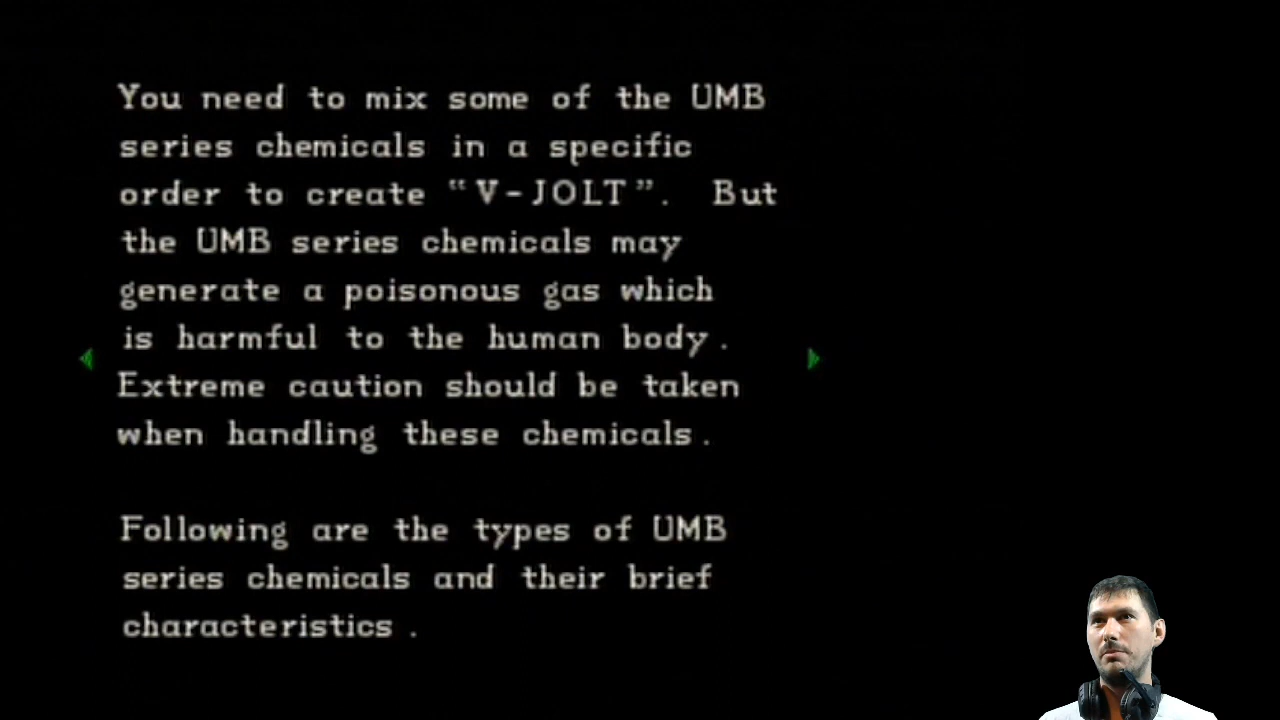 You need to mix some of the UMB
series chemicals in a specific
order to create "V-JOLT". But
the UMB series chemicals may
generate a poisonous gas which
is harmful to the human body.
Extreme caution should be taken
when handling these chemicals.
Following are the types of UMB
series chemicals and their brief
characteristics.